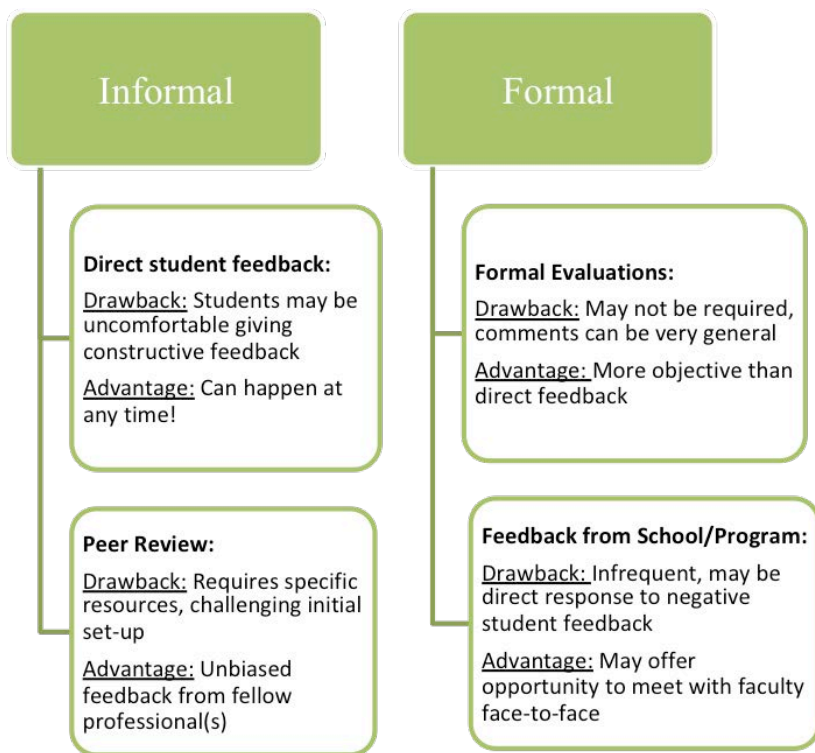 Informal
Direct student feedback:
Drawback: Students may be
uncomfortable giving
constructive feedback
Advantage: Can happen at
any time!
Peer Review:
Drawback: Requires specific
resources, challenging initial
set-up
Advantage: Unbiased
feedback from fellow
professional(s)
Formal
Formal Evaluations:
Drawback: May not be required,
comments can be very general
Advantage: More objective than
direct feedback
Feedback from School/Program:
Drawback: Infrequent, may be
direct response to negative
student feedback
Advantage: May offer
opportunity to meet with faculty
face-to-face